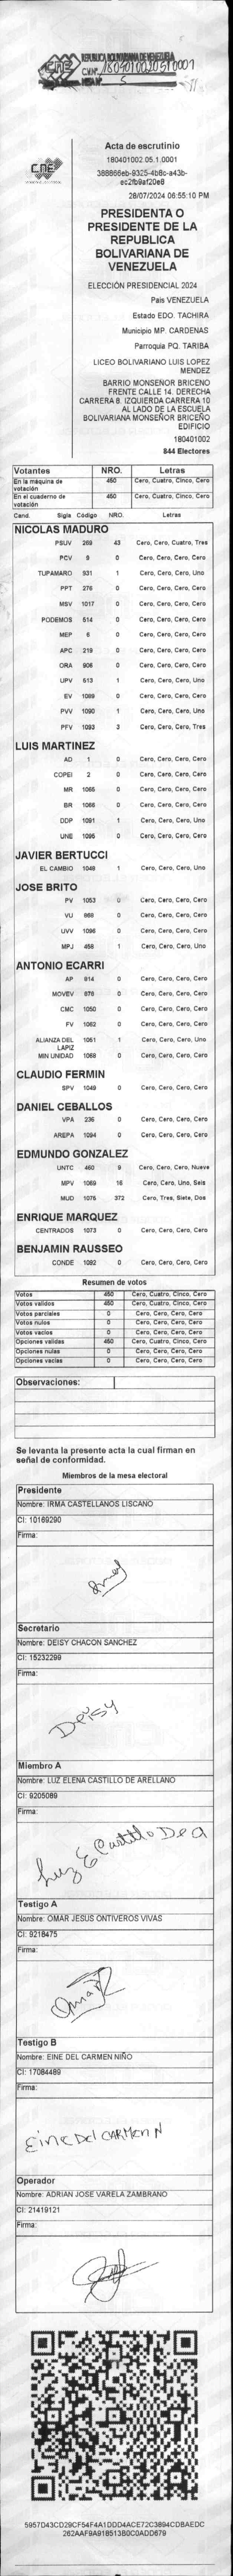 REPUBLICA BOLIVARIANA DE VENEZUELA
CNE
Acta de escrutinio
180401002.05.1.0001
388866eb-9325-4b8c-a43b-
ec2fb9af20e8
28/07/2024 06:55:10 PM
PRESIDENTA O
PRESIDENTE DE LA
REPUBLICA
BOLIVARIANA DE
VENEZUELA
ELECCIÓN PRESIDENCIAL 2024
País VENEZUELA
Estado EDO. TACHIRA
Municipio MP. CARDENAS
Parroquia PQ. TARIBA
LICEO BOLIVARIANO LUIS LOPEZ
MENDEZ
BARRIO MONSEÑOR BRICENO
FRENTE CALLE 14. DERECHA
CARRERA 8. IZQUIERDA CARRERA 10
AL LADO DE LA ESCUELA
BOLIVARIANA MONSEÑOR BRICEÑO
EDIFICIO
180401002
844 Electores
Votantes NRO. Letras
En la máquina de votación 450 Cero, Cuatro, Cinco, Cero
En el cuaderno de votación 450 Cero, Cuatro, Cinco, Cero
Cand. Sigla Código NRO. Letras
NICOLAS MADURO
PSUV 269 43 Cero, Cero, Cuatro, Tres
PCV 9 0 Cero, Cero, Cero, Cero
TUPAMARO 931 1 Cero, Cero, Cero, Uno
PPT 276 0 Cero, Cero, Cero, Cero
MSV 1017 0 Cero, Cero, Cero, Cero
PODEMOS 514 0 Cero, Cero, Cero, Cero
MEP 6 0 Cero, Cero, Cero, Cero
APC 219 0 Cero, Cero, Cero, Cero
ORA 906 0 Cero, Cero, Cero, Cero
UPV 613 1 Cero, Cero, Cero, Uno
EV 1089 0 Cero, Cero, Cero, Cero
PVV 1090 1 Cero, Cero, Cero, Uno
PFV 1093 3 Cero, Cero, Cero, Tres
LUIS MARTINEZ
AD 1 0 Cero, Cero, Cero, Cero
COPEI 2 0 Cero, Cero, Cero, Cero
MR 1065 0 Cero, Cero, Cero, Cero
BR 1066 0 Cero, Cero, Cero, Cero
DDP 1091 1 Cero, Cero, Cero, Uno
UNE 1095 0 Cero, Cero, Cero, Cero
JAVIER BERTUCCI
EL CAMBIO 1048 1 Cero, Cero, Cero, Uno
JOSE BRITO
PV 1053 0 Cero, Cero, Cero, Cero
VU 868 0 Cero, Cero, Cero, Cero
UVV 1096 0 Cero, Cero, Cero, Cero
MPJ 458 1 Cero, Cero, Cero, Uno
ANTONIO ECARRI
AP 814 0 Cero, Cero, Cero, Cero
MOVEV 876 0 Cero, Cero, Cero, Cero
CMC 1050 0 Cero, Cero, Cero, Cero
FV 1062 0 Cero, Cero, Cero, Cero
ALIANZA DEL LAPIZ 1051 1 Cero, Cero, Cero, Uno
MIN UNIDAD 1068 0 Cero, Cero, Cero, Cero
CLAUDIO FERMIN
SPV 1049 0 Cero, Cero, Cero, Cero
DANIEL CEBALLOS
VPA 236 0 Cero, Cero, Cero, Cero
AREPA 1094 0 Cero, Cero, Cero, Cero
EDMUNDO GONZALEZ
UNTC 460 9 Cero, Cero, Cero, Nueve
MPV 1069 16 Cero, Cero, Uno, Seis
MUD 1076 372 Cero, Tres, Siete, Dos
ENRIQUE MARQUEZ
CENTRADOS 1073 0 Cero, Cero, Cero, Cero
BENJAMIN RAUSSEO
CONDE 1092 0 Cero, Cero, Cero, Cero
Resumen de votos
Votos 450 Cero, Cuatro, Cinco, Cero
Votos validos 450 Cero, Cuatro, Cinco, Cero
Votos parciales 0 Cero, Cero, Cero, Cero
Votos nulos 0 Cero, Cero, Cero, Cero
Votos vacios 0 Cero, Cero, Cero, Cero
Opciones validas 450 Cero, Cuatro, Cinco, Cero
Opciones nulas 0 Cero, Cero, Cero, Cero
Opciones vacias 0 Cero, Cero, Cero, Cero
Observaciones:
Se levanta la presente acta la cual firman en
señal de conformidad.
Miembros de la mesa electoral
Presidente
Nombre: IRMA CASTELLANOS LISCANO
CI: 10169290
Firma:
Secretario
Nombre: DEISY CHACON SANCHEZ
CI: 15232299
Firma:
Deisy
Miembro A
Nombre: LUZ ELENA CASTILLO DE ARELLANO
CI: 9205089
Firma:
Luz E Castillo De A
Testigo A
Nombre: OMAR JESUS ONTIVEROS VIVAS
CI: 9218475
Firma:
Testigo B
Nombre: EINE DEL CARMEN NIÑO
CI: 17084489
Firma:
Eine Del CARMen N
Operador
Nombre: ADRIAN JOSE VARELA ZAMBRANO
CI: 21419121
Firma:
5957D43CD29CF54F4A1DDD4ACE72C3894CDBAEDC
262AAF9A918513B0C0ADD679